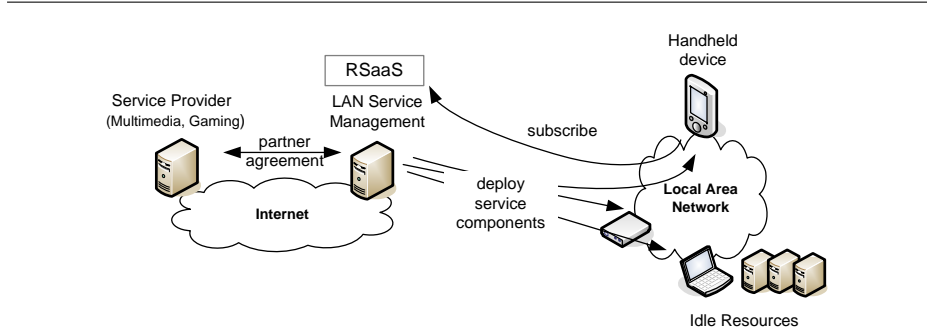 Handheld
device
RSaaS
Service Provider
(Multimedia, Gaming)
LAN Service
Management
subscribe
partner
agreement
deploy
service
components
Internet
Local Area
Network
Idle Resources